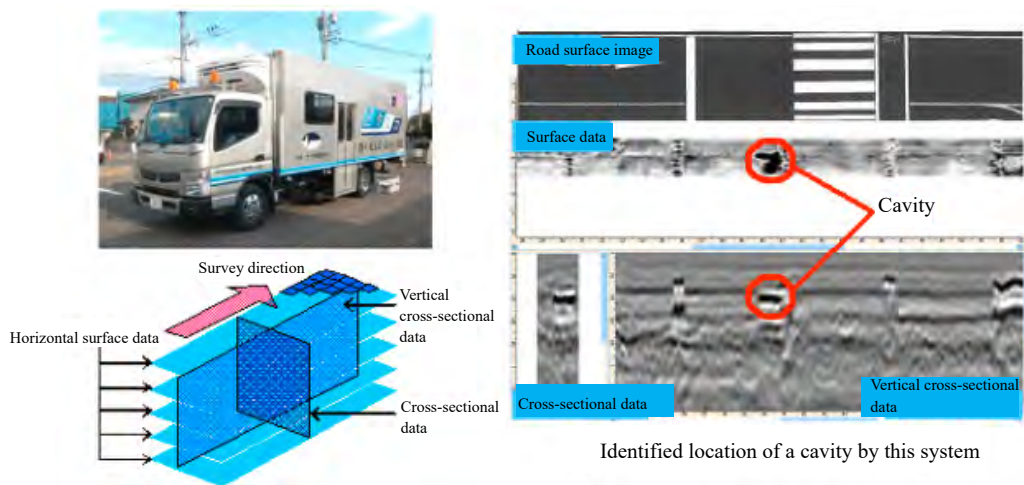 Survey direction
Vertical
cross-sectional
data
Horizontal surface data
Cross-sectional
data
Road surface image
Surface data
Cavity
Cross-sectional data
Vertical cross-sectional
data
Identified location of a cavity by this system